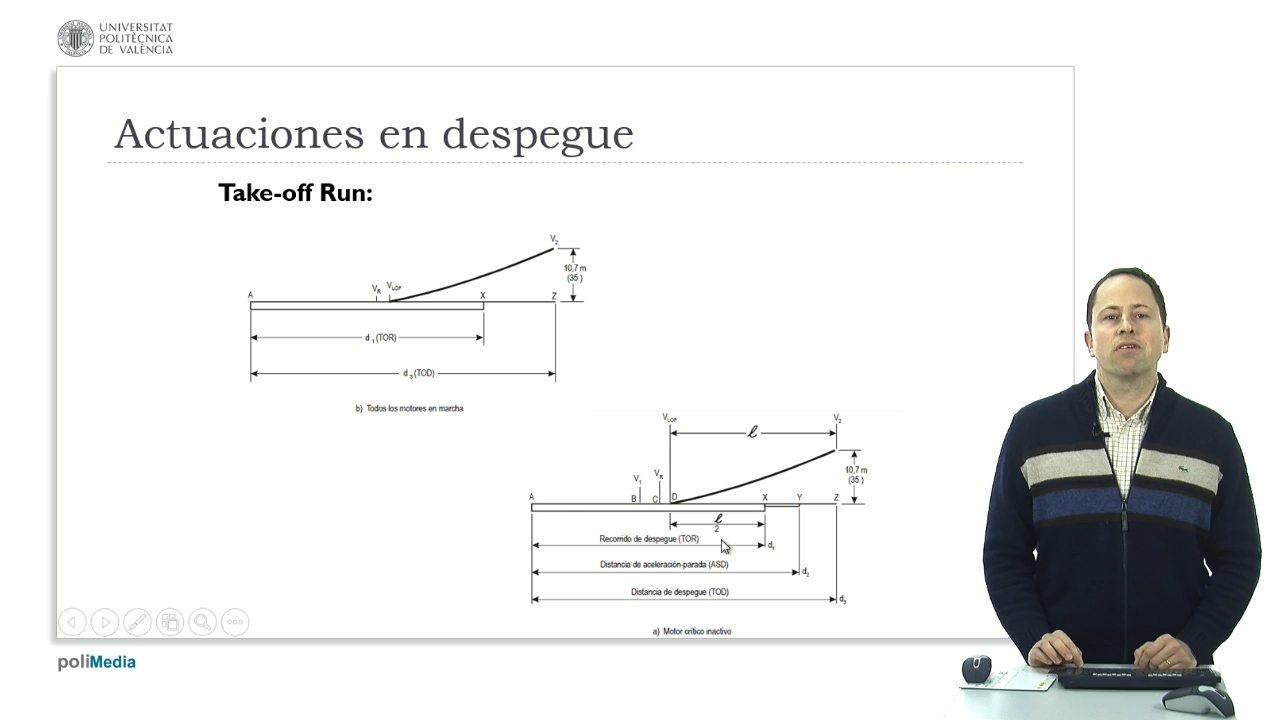 UNIVERSITAT
POLITÈCNICA
DE VALÈNCIA
Actuaciones en despegue
Take-off Run:
V2
10,7 m
(35 )
A
VR VLOF
X
Z
d 1 (TOR)
d 3 (TOD)
b) Todos los motores en marcha
VLOF
V2
ℓ
10,7 m
(35 )
V1
VR
A
B
C
D
X
Y
Z
ℓ
2
Recorrido de despegue (TOR)
d1
Distancia de aceleración-parada (ASD)
d2
Distancia de despegue (TOD)
d3
a) Motor crítico inactivo
poliMedia